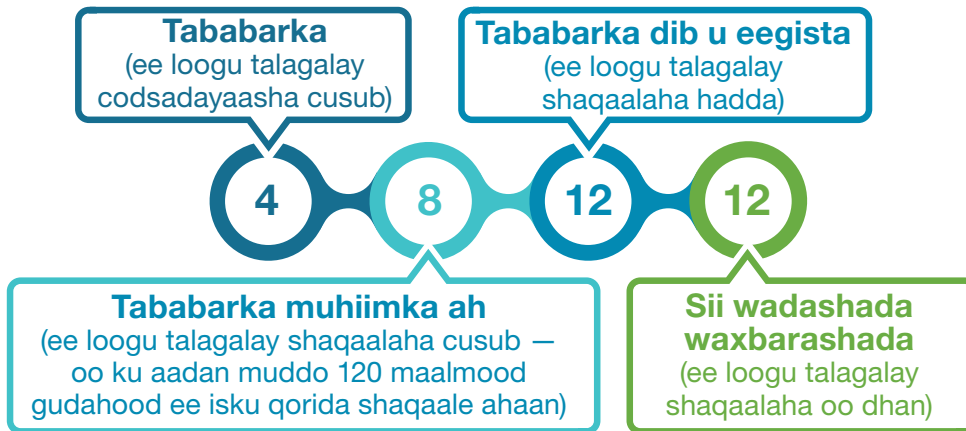 Tababarka
(ee loogu talagalay
codsadayaasha cusub)
Tababarka dib u eegista
(ee loogu talagalay
shaqaalaha hadda)
4
8
12
12
Tababarka muhiimka ah
(ee loogu talagalay shaqaalaha cusub —
oo ku aadan muddo 120 maalmood
gudahood ee isku qorida shaqaale ahaan)
Sii wadashada
waxbarashada
(ee loogu talagalay
shaqaalaha oo dhan)